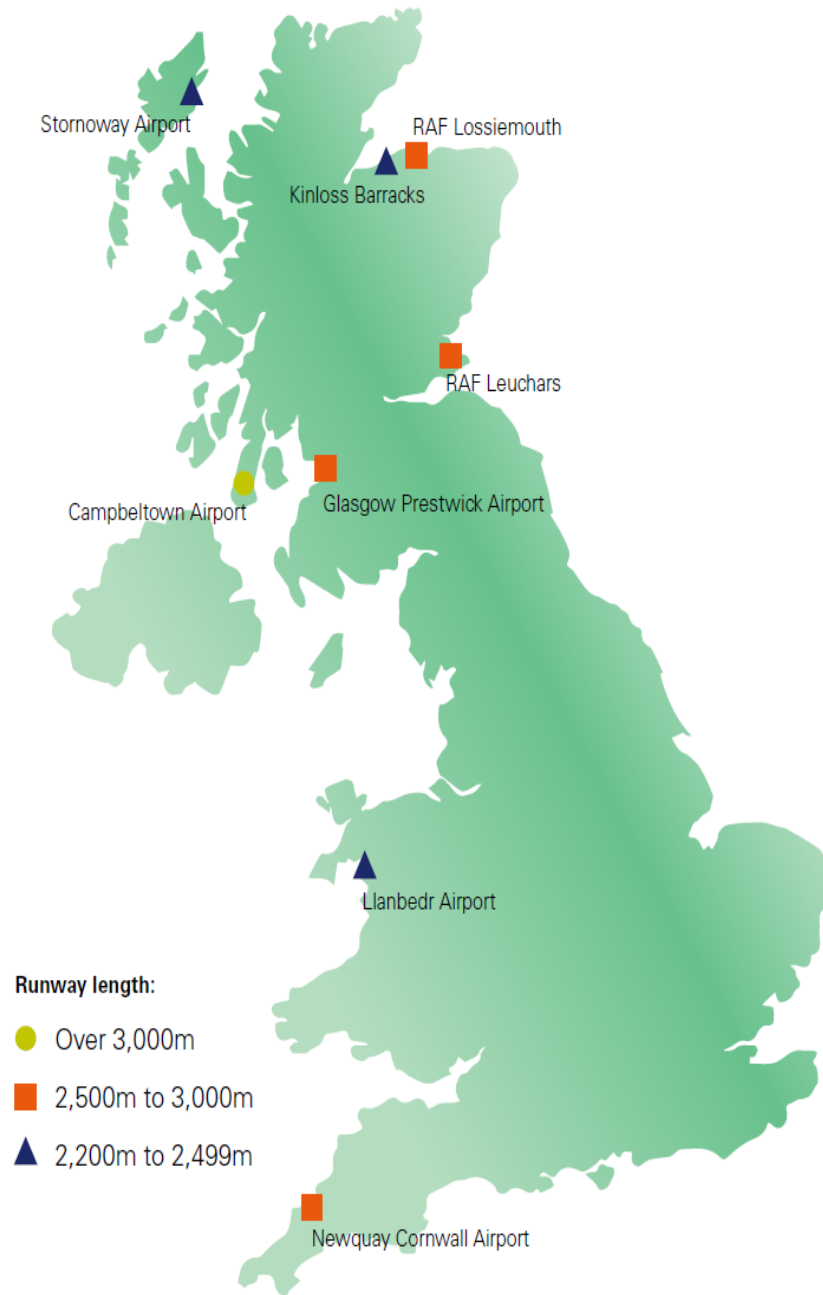 Stornoway Airport
RAF Lossiemouth
Kinloss Barracks
RAF Leuchars
Glasgow Prestwick Airport
Campbeltown Airport
Llanbedr Airport
Runway length:
Over 3,000m
2,500m to 3,000m
2,200m to 2,499m
Newquay Cornwall Airport